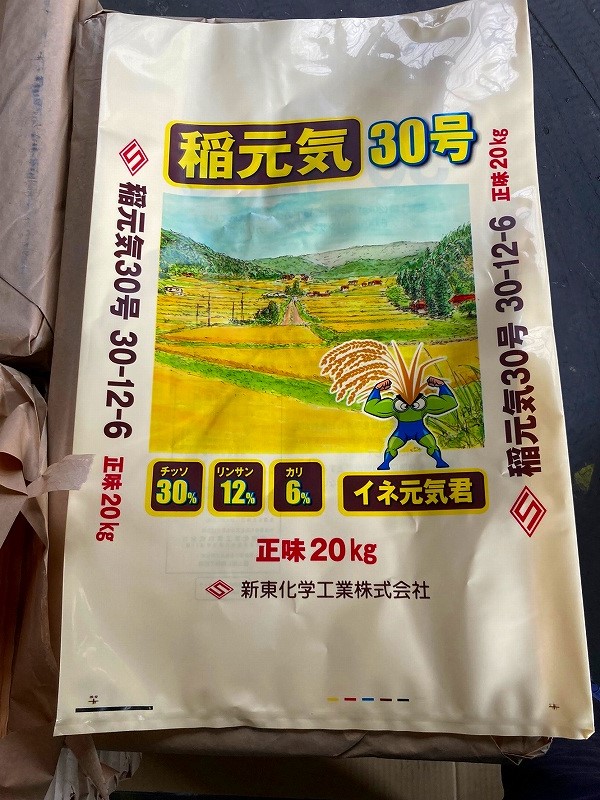 稲元気 30号
稲元気30号 30-12-6 正味20kg
稲元気30号 30-12-6 正味20kg
チッソ 30%
リンサン 12%
カリ 6%
イネ元気君
正味20kg
新東化学工業株式会社